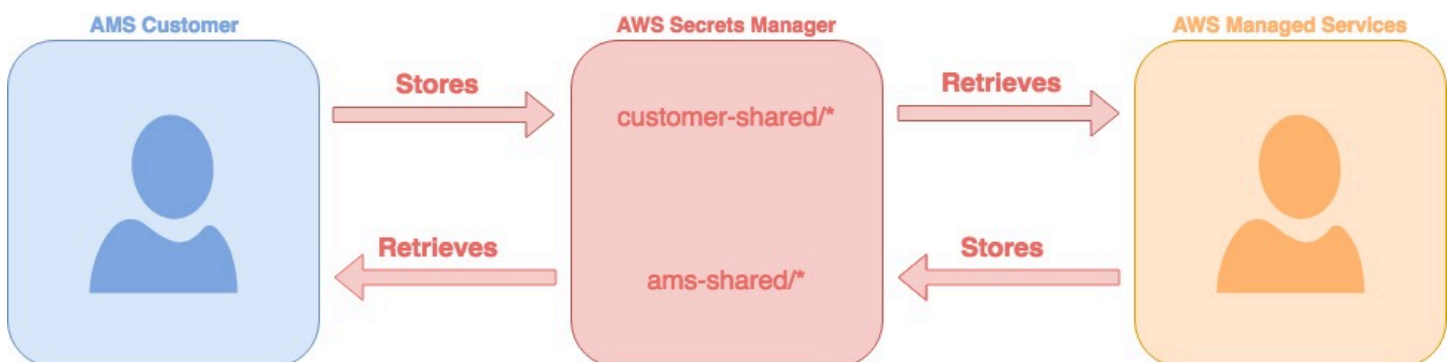 AMS Customer
AWS Secrets Manager
AWS Managed Services
Stores
Retrieves
customer-shared/*
Retrieves
Stores
ams-shared/*